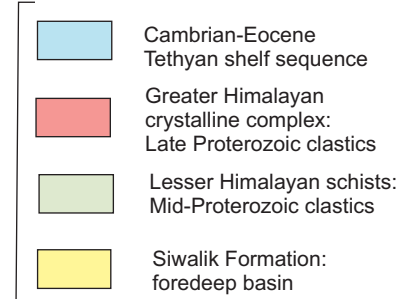 Cambrian-Eocene
Tethyan shelf sequence
Greater Himalayan
crystalline complex:
Late Proterozoic clastics
Lesser Himalayan schists:
Mid-Proterozoic clastics
Siwalik Formation:
foredeep basin